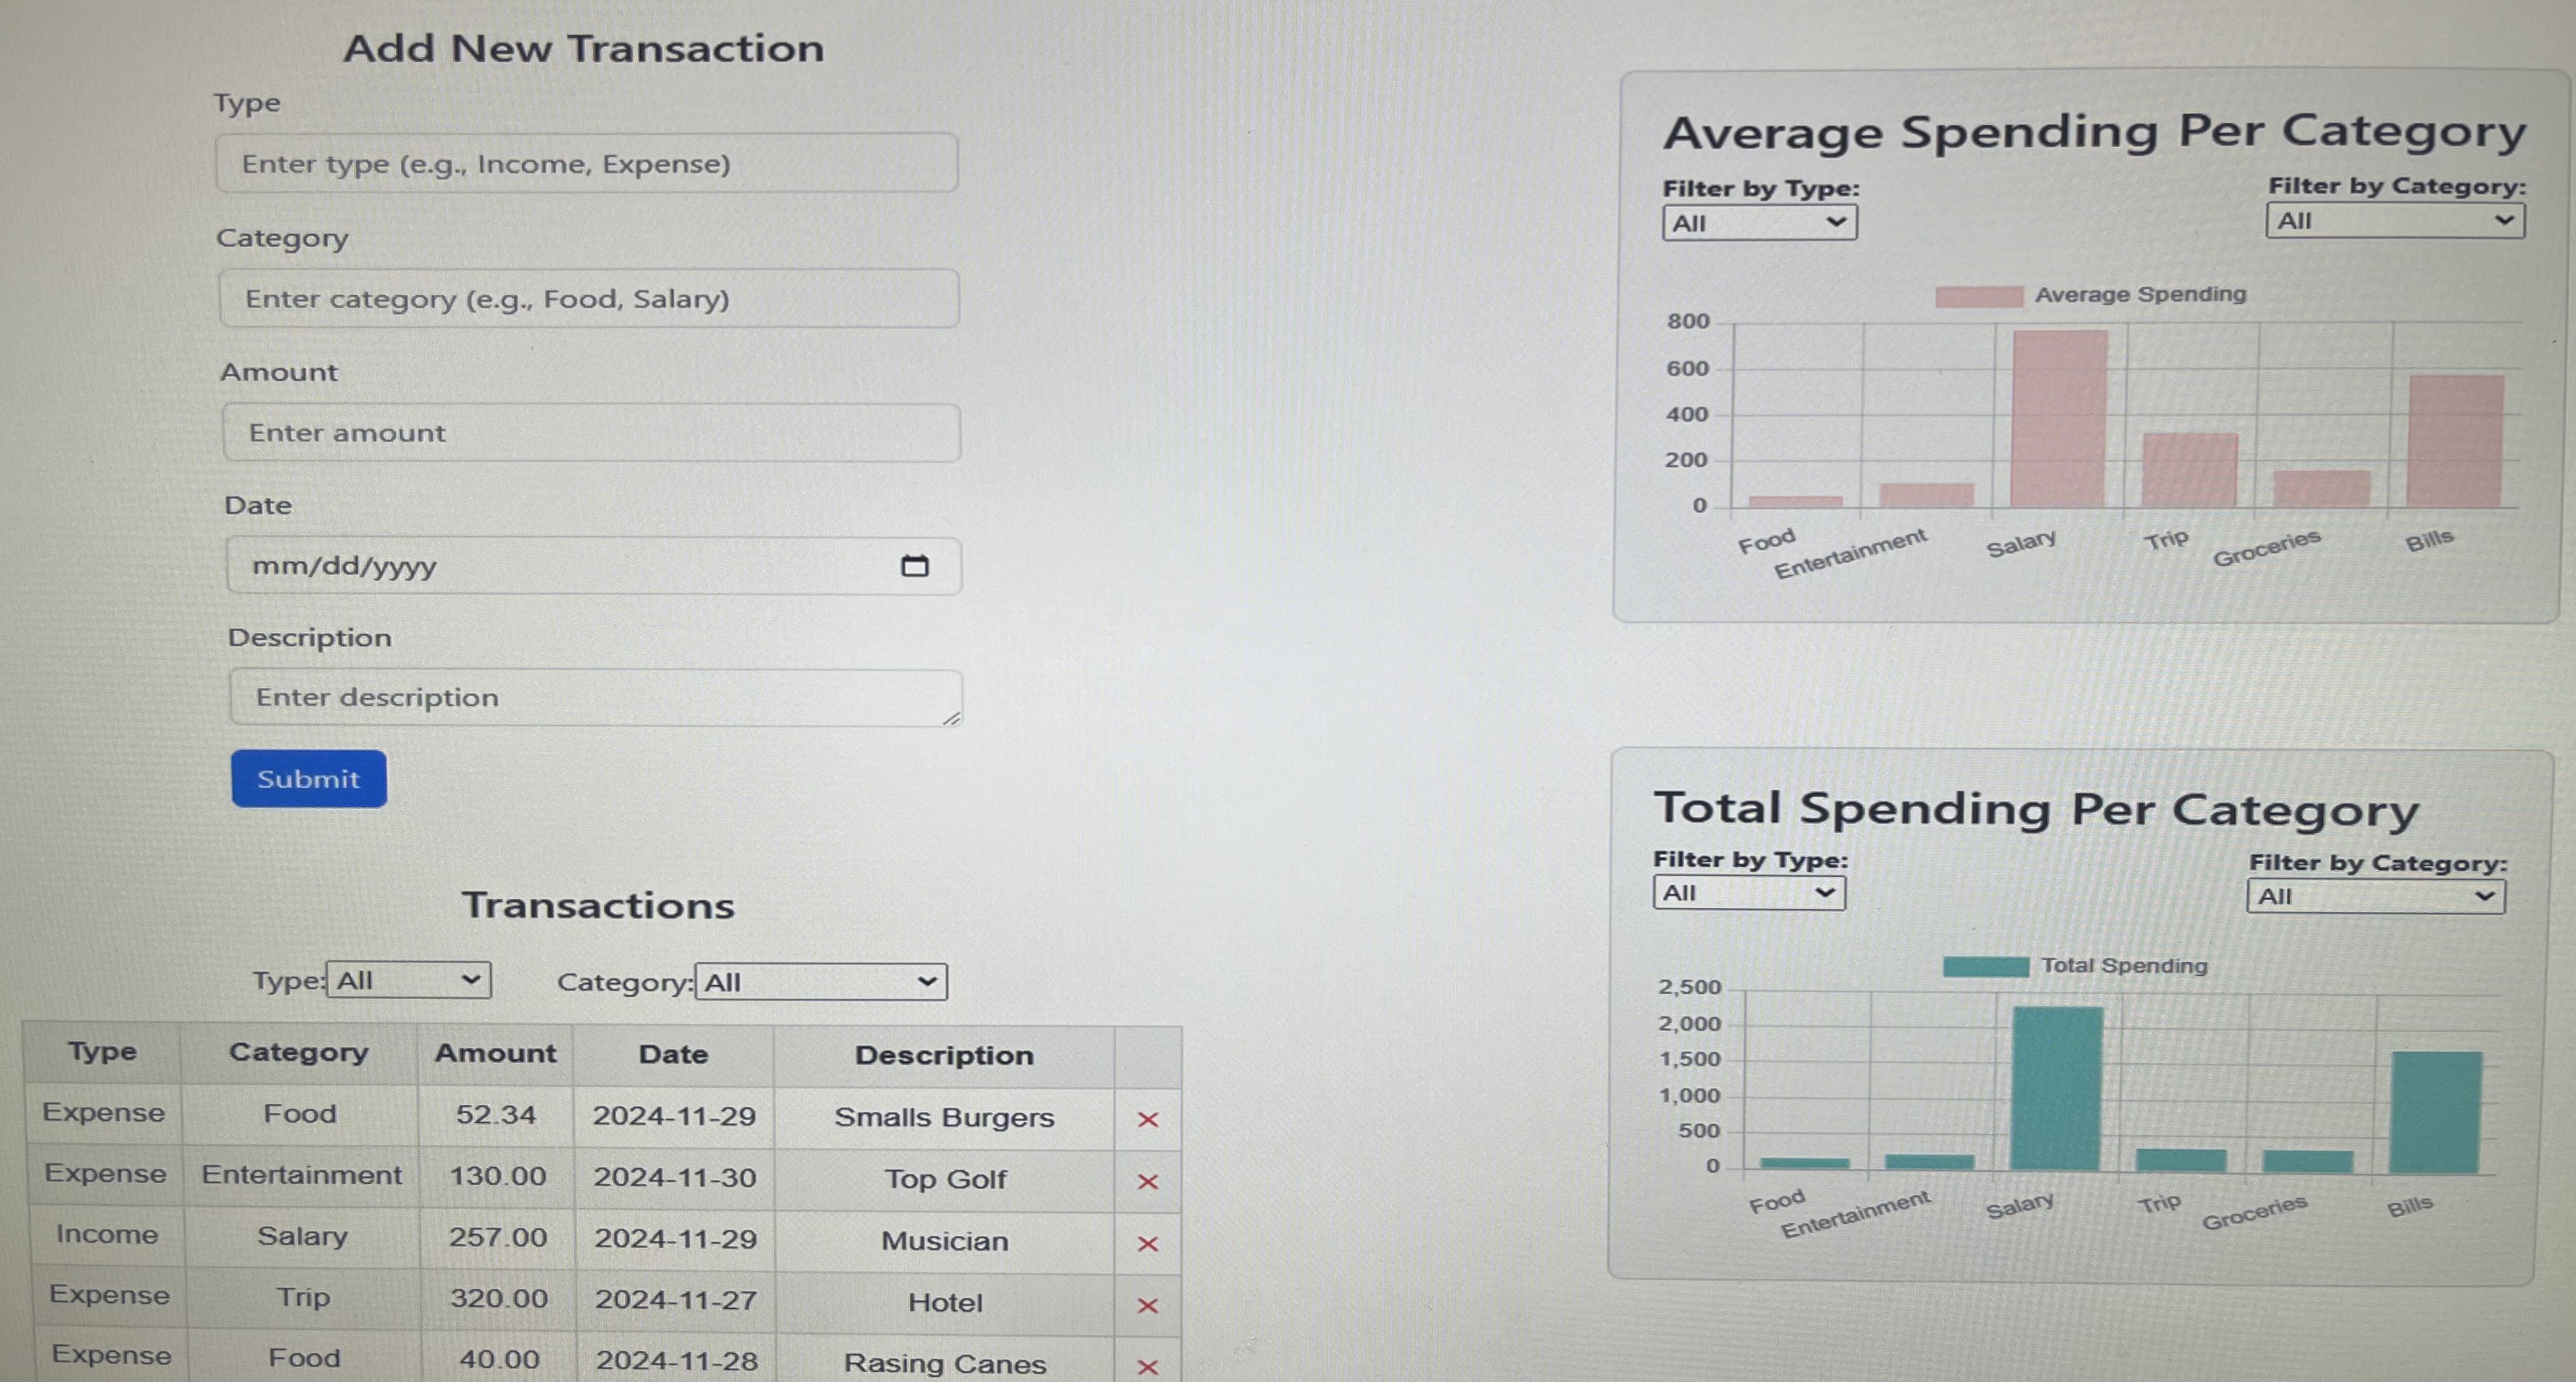 Add New Transaction
Type
Enter type (e.g., Income, Expense)
Category
Enter category (e.g., Food, Salary)
Amount
Enter amount
Date
mm/dd/yyyy
Description
Enter description
Submit
Transactions
Type: All Category: All
Type Category Amount Date Description
Expense Food 52.34 2024-11-29 Smalls Burgers ×
Expense Entertainment 130.00 2024-11-30 Top Golf ×
Income Salary 257.00 2024-11-29 Musician ×
Expense Trip 320.00 2024-11-27 Hotel ×
Expense Food 40.00 2024-11-28 Rasing Canes ×
Average Spending Per Category
Filter by Type: Filter by Category:
All All
Average Spending
800
600
400
200
0
Food Entertainment Salary Trip Groceries Bills
Total Spending Per Category
Filter by Type: Filter by Category:
All All
Total Spending
2,500
2,000
1,500
1,000
500
0
Food Entertainment Salary Trip Groceries Bills